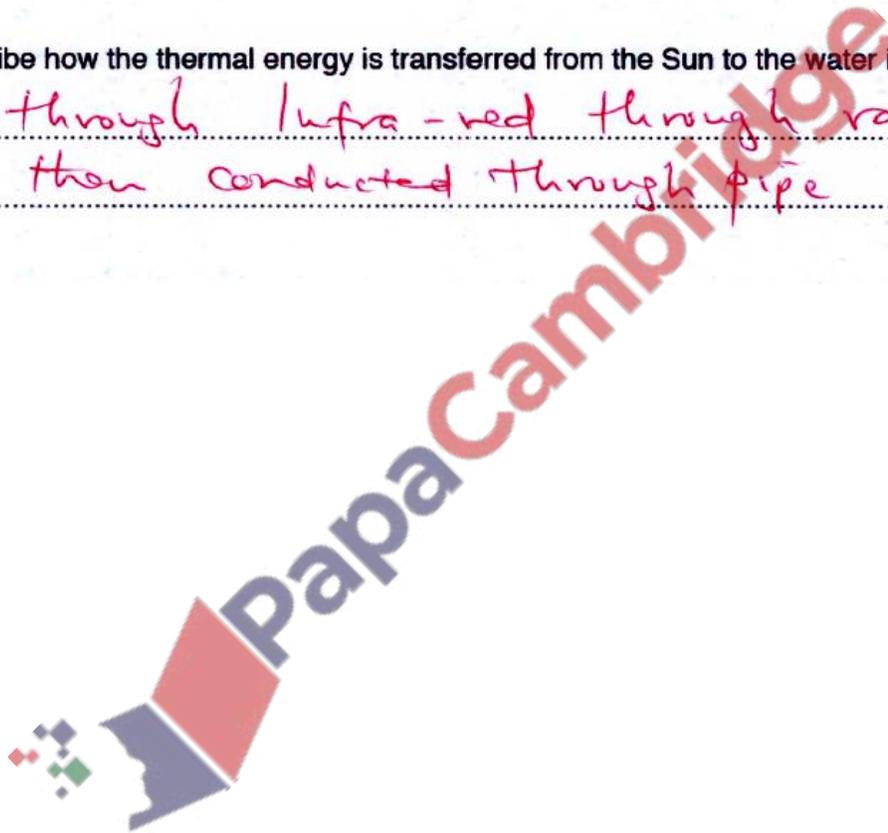 ibe how the thermal energy is transferred from the Sun to the water i
through Infra-red through ra
then conducted through pipe
PapaCambridge